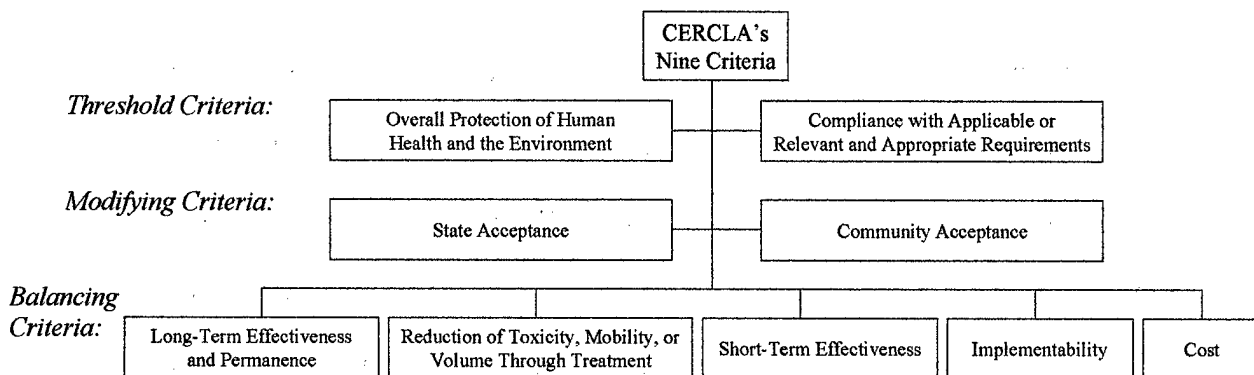 CERCLA's
Nine Criteria
Threshold Criteria:
Overall Protection of Human
Health and the Environment
Compliance with Applicable or
Relevant and Appropriate Requirements
Modifying Criteria:
State Acceptance
Community Acceptance
Balancing
Criteria:
Long-Term Effectiveness
and Permanence
Reduction of Toxicity, Mobility, or
Volume Through Treatment
Short-Term Effectiveness
Implementability
Cost